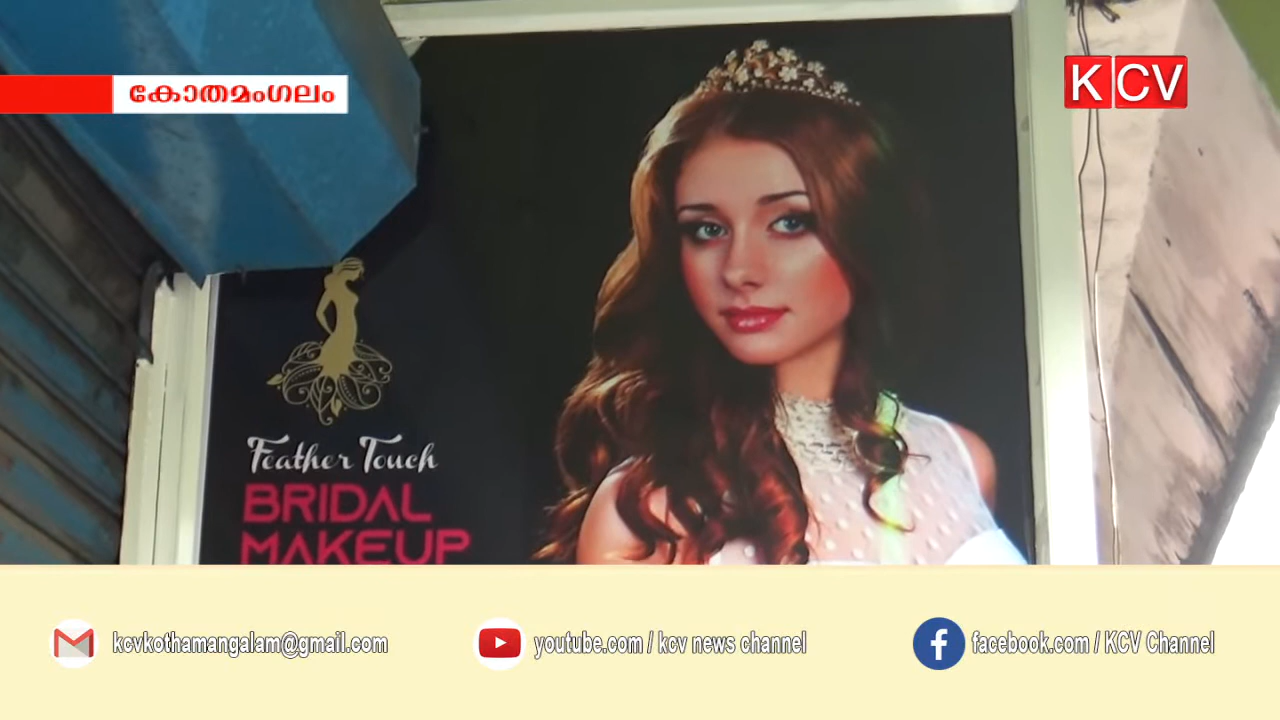 കോതമംഗലം
KCV
Feather Touch
BRIDAL
MAKEUP
kcvkothamangalam@gmail.com
youtube.com / kcv news channel
facebook.com / KCV Channel